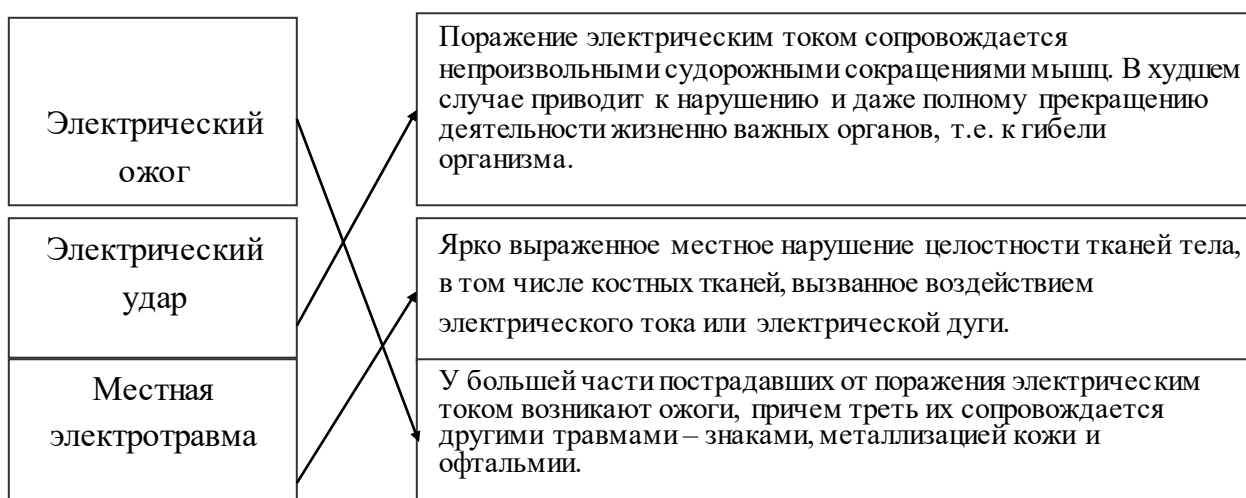 Электрический
ожог
Поражение электрическим током сопровождается
непроизвольными судорожными сокращениями мышц. В худшем
случае приводит к нарушению и даже полному прекращению
деятельности жизненно важных органов, т.е. к гибели
организма.
Электрический
удар
Ярко выраженное местное нарушение целостности тканей тела,
в том числе костных тканей, вызванное воздействием
электрического тока или электрической дуги.
Местная
электротравма
У большей части пострадавших от поражения электрическим
током возникают ожоги, причем треть их сопровождается
другими травмами – знаками, металлизацией кожи и
офтальмии.